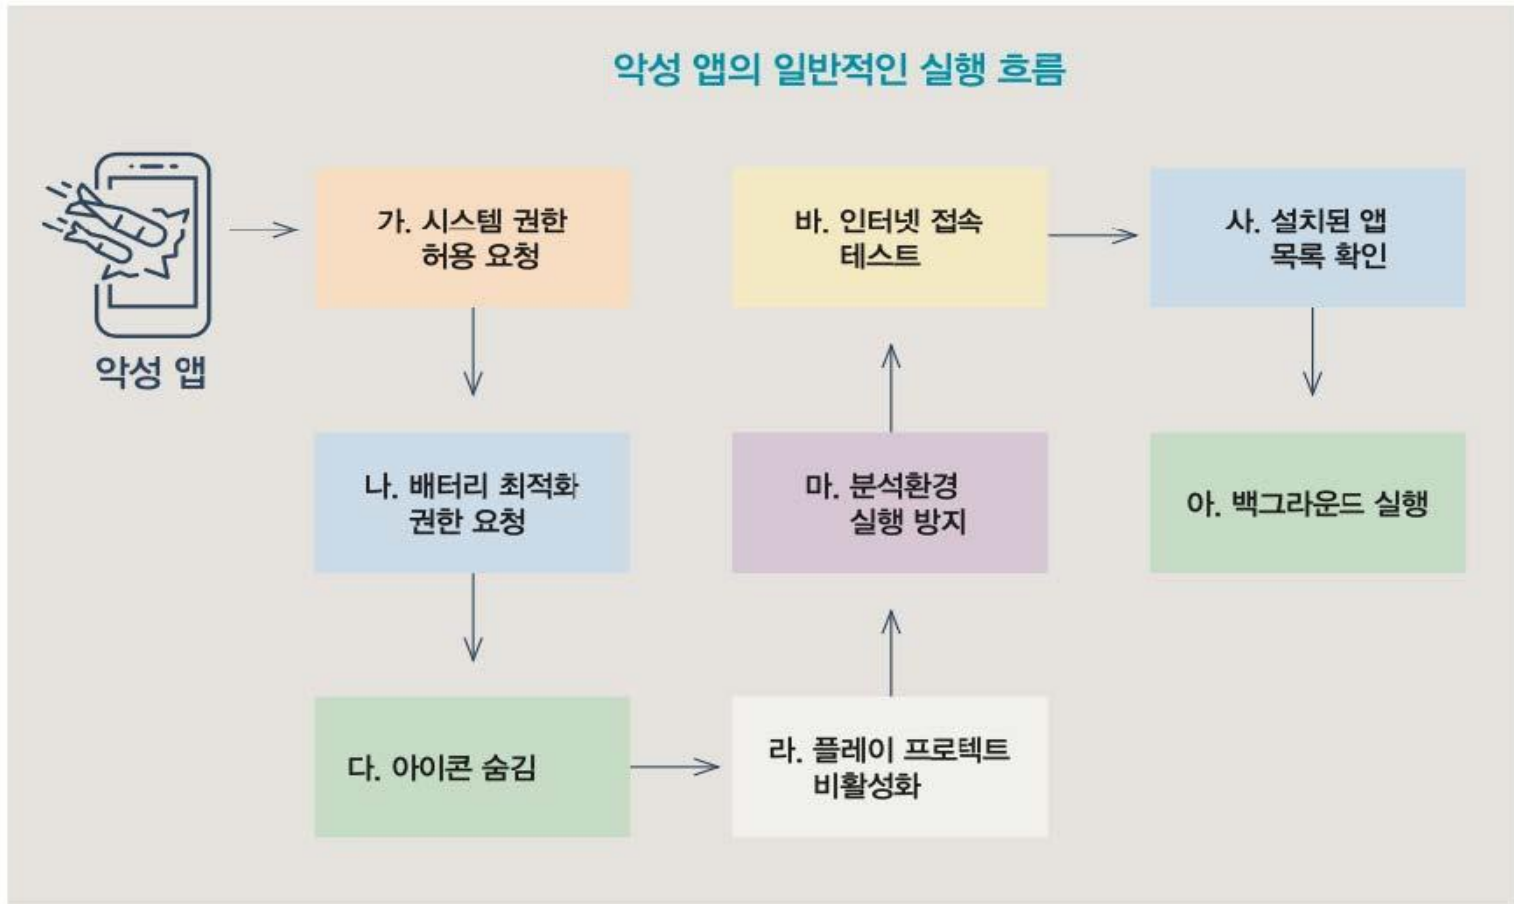 악성 앱의 일반적인 실행 흐름
악성 앱
가. 시스템 권한
허용 요청
나. 배터리 최적화
권한 요청
다. 아이콘 숨김
라. 플레이 프로텍트
비활성화
마. 분석환경
실행 방지
바. 인터넷 접속
테스트
사. 설치된 앱
목록 확인
아. 백그라운드 실행